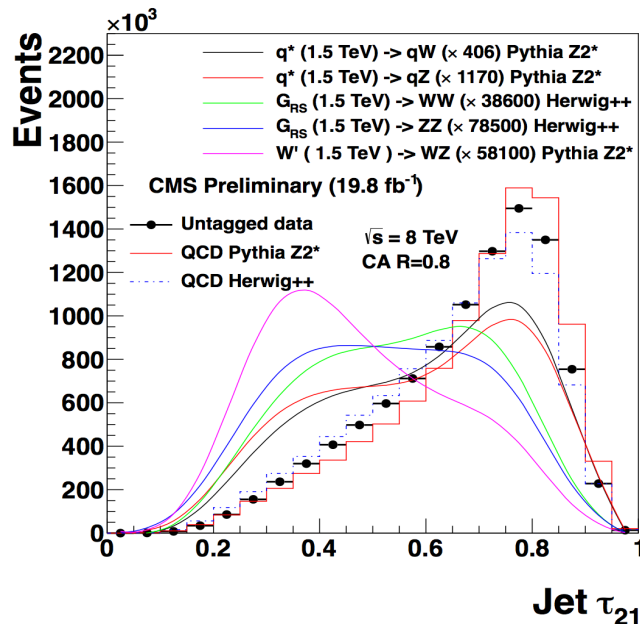 ×10³
Events
2200
2000
1800
1600
1400
1200
1000
800
600
400
200
0
q* (1.5 TeV) -> qW (× 406) Pythia Z2*
q* (1.5 TeV) -> qZ (× 1170) Pythia Z2*
G_RS (1.5 TeV) -> WW (× 38600) Herwig++
G_RS (1.5 TeV) -> ZZ (× 78500) Herwig++
W' ( 1.5 TeV ) -> WZ (× 58100) Pythia Z2*
CMS Preliminary (19.8 fb⁻¹)
Untagged data
QCD Pythia Z2*
QCD Herwig++
√s = 8 TeV
CA R=0.8
0 0.2 0.4 0.6 0.8 1
Jet τ₂₁